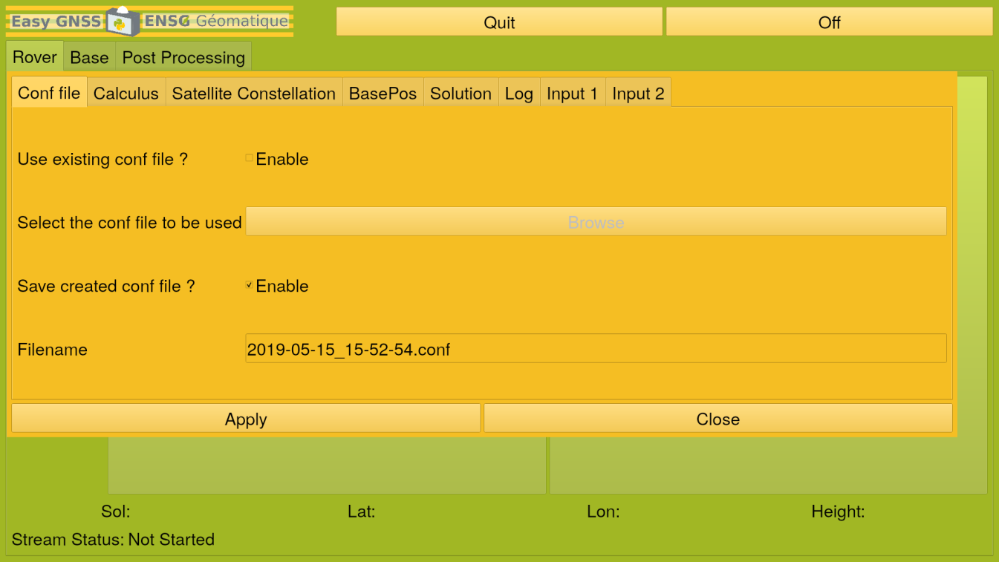 Easy GNSS ENSG Géomatique
Quit
Off
Rover
Base
Post Processing
Conf file
Calculus
Satellite Constellation
BasePos
Solution
Log
Input 1
Input 2
Use existing conf file ?
Enable
Select the conf file to be used
Browse
Save created conf file ?
Enable
Filename
2019-05-15_15-52-54.conf
Apply
Close
Sol:
Lat:
Lon:
Height:
Stream Status: Not Started